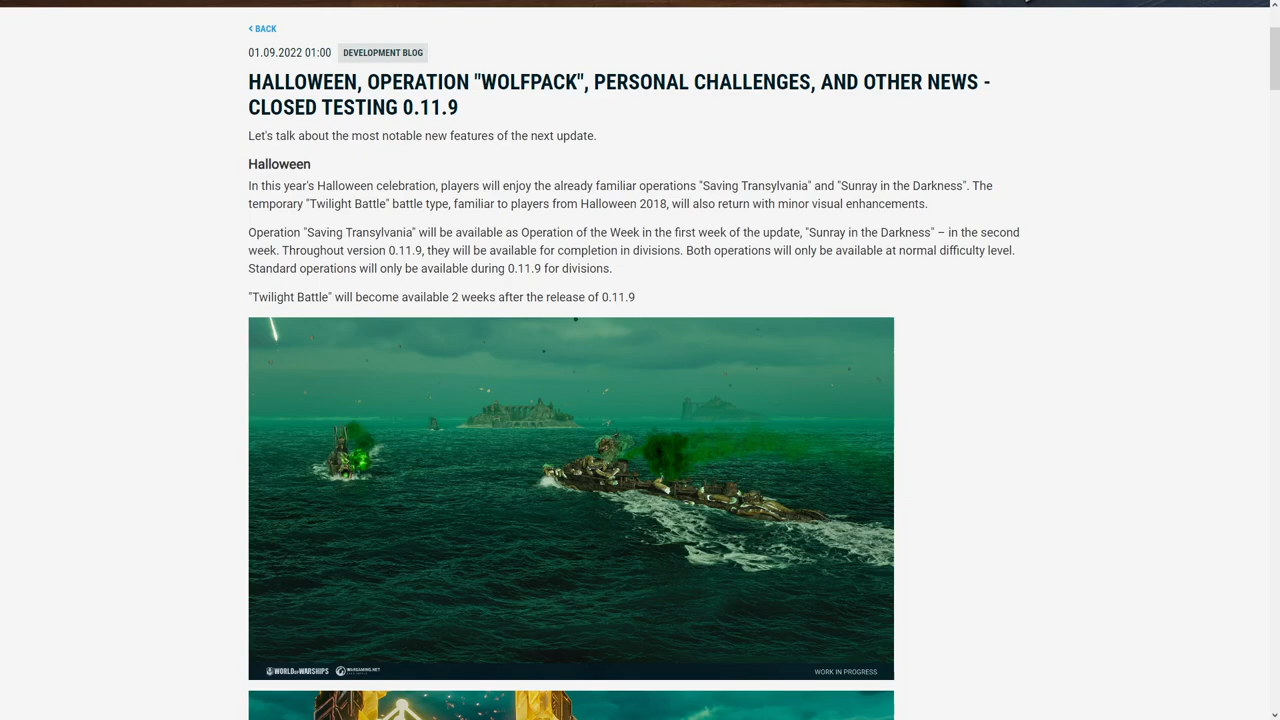 BACK
01.09.2022 01:00 DEVELOPMENT BLOG
HALLOWEEN, OPERATION "WOLFPACK", PERSONAL CHALLENGES, AND OTHER NEWS -
CLOSED TESTING 0.11.9
Let's talk about the most notable new features of the next update.
Halloween
In this year's Halloween celebration, players will enjoy the already familiar operations "Saving Transylvania" and "Sunray in the Darkness". The
temporary "Twilight Battle" battle type, familiar to players from Halloween 2018, will also return with minor visual enhancements.
Operation "Saving Transylvania" will be available as Operation of the Week in the first week of the update, "Sunray in the Darkness" – in the second
week. Throughout version 0.11.9, they will be available for completion in divisions. Both operations will only be available at normal difficulty level.
Standard operations will only be available during 0.11.9 for divisions.
"Twilight Battle" will become available 2 weeks after the release of 0.11.9
WORLD OF WARSHIPS WARGAMING.NET WORK IN PROGRESS